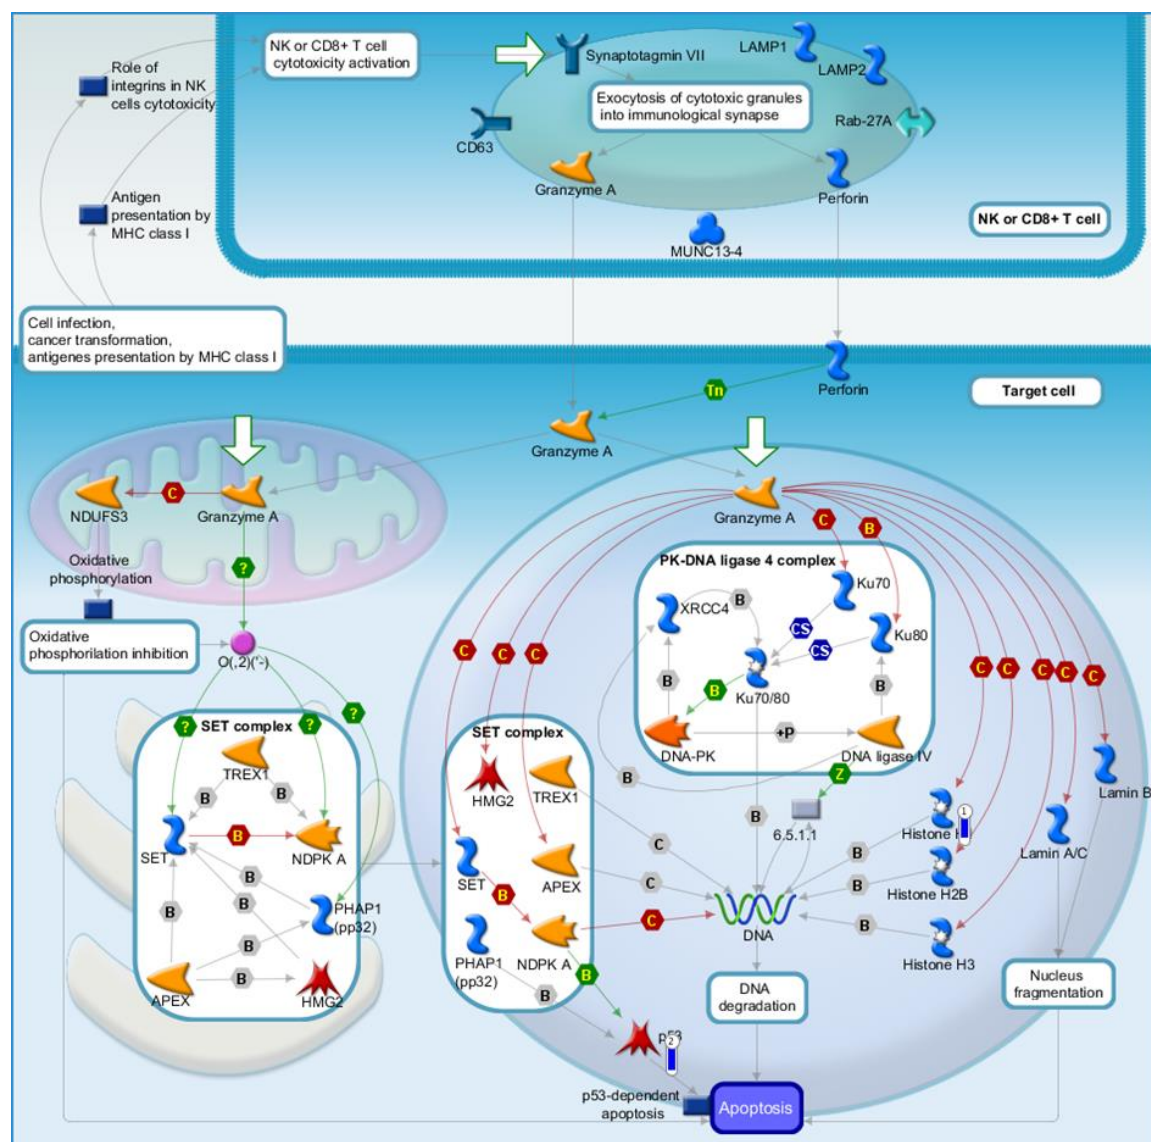 Role of
integrins in NK
cells cytotoxicity
NK or CD8+ T cell
cytotoxicity activation
Synaptotagmin VII
LAMP1
LAMP2
Exocytosis of cytotoxic granules
into immunological synapse
Rab-27A
CD63
Granzyme A
Perforin
Antigen
presentation by
MHC class I
MUNC13-4
NK or CD8+ T cell
Cell infection,
cancer transformation,
antigenes presentation by MHC class I
Perforin
Tn
Target cell
Granzyme A
C
NDUFS3
Granzyme A
Granzyme A
C
B
?
Oxidative
phosphorylation
PK-DNA ligase 4 complex
Ku70
XRCC4
B
CS
Ku80
CS
Oxidative
phosphorilation inhibition
O(,2)('-)
C
C
C
C
C
C
C
C
B
B
B
Ku70/80
?
?
?
SET complex
SET complex
+P
DNA-PK
DNA ligase IV
TREX1
B
B
HMG2
TREX1
B
Z
Lamin B
SET
B
NDPK A
6.5.1.1
B
B
1
Histone H
Lamin A/C
C
SET
APEX
C
B
B
B
Histone H2B
B
PHAP1
(pp32)
B
DNA
B
PHAP1
(pp32)
NDPK A
C
B
Histone H3
B
APEX
HMG2
B
B
DNA
degradation
Nucleus
fragmentation
2
p53-dependent
apoptosis
Apoptosis